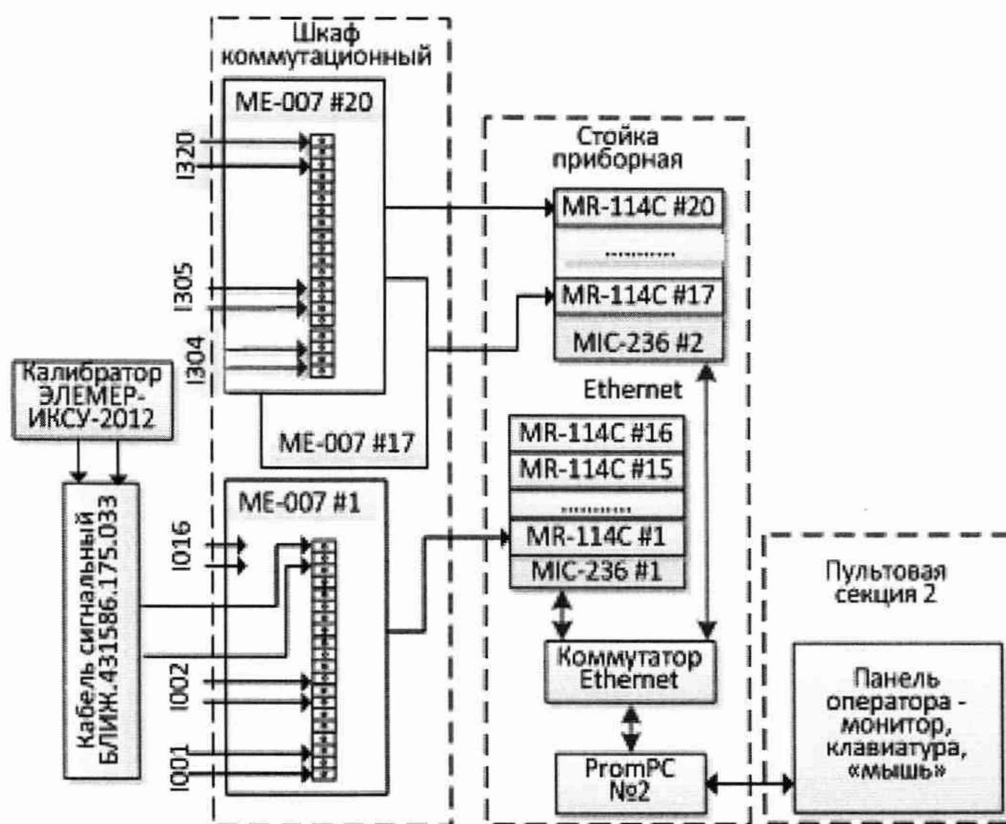 Шкаф
коммутационный
ME-007 #20
I320
I305
I304
ME-007 #17
Калибратор
ЭЛЕМЕР-
ИКСУ-2012
Кабель сигнальный
БЛИЖ.431586.175.033
ME-007 #1
I016
I002
I001
Стойка
приборная
MR-114C #20
...........
MR-114C #17
MIC-236 #2
Ethernet
MR-114C #16
MR-114C #15
...........
MR-114C #1
MIC-236 #1
Коммутатор
Ethernet
PromPC
№2
Пультовая
секция 2
Панель
оператора -
монитор,
клавиатура,
«мышь»